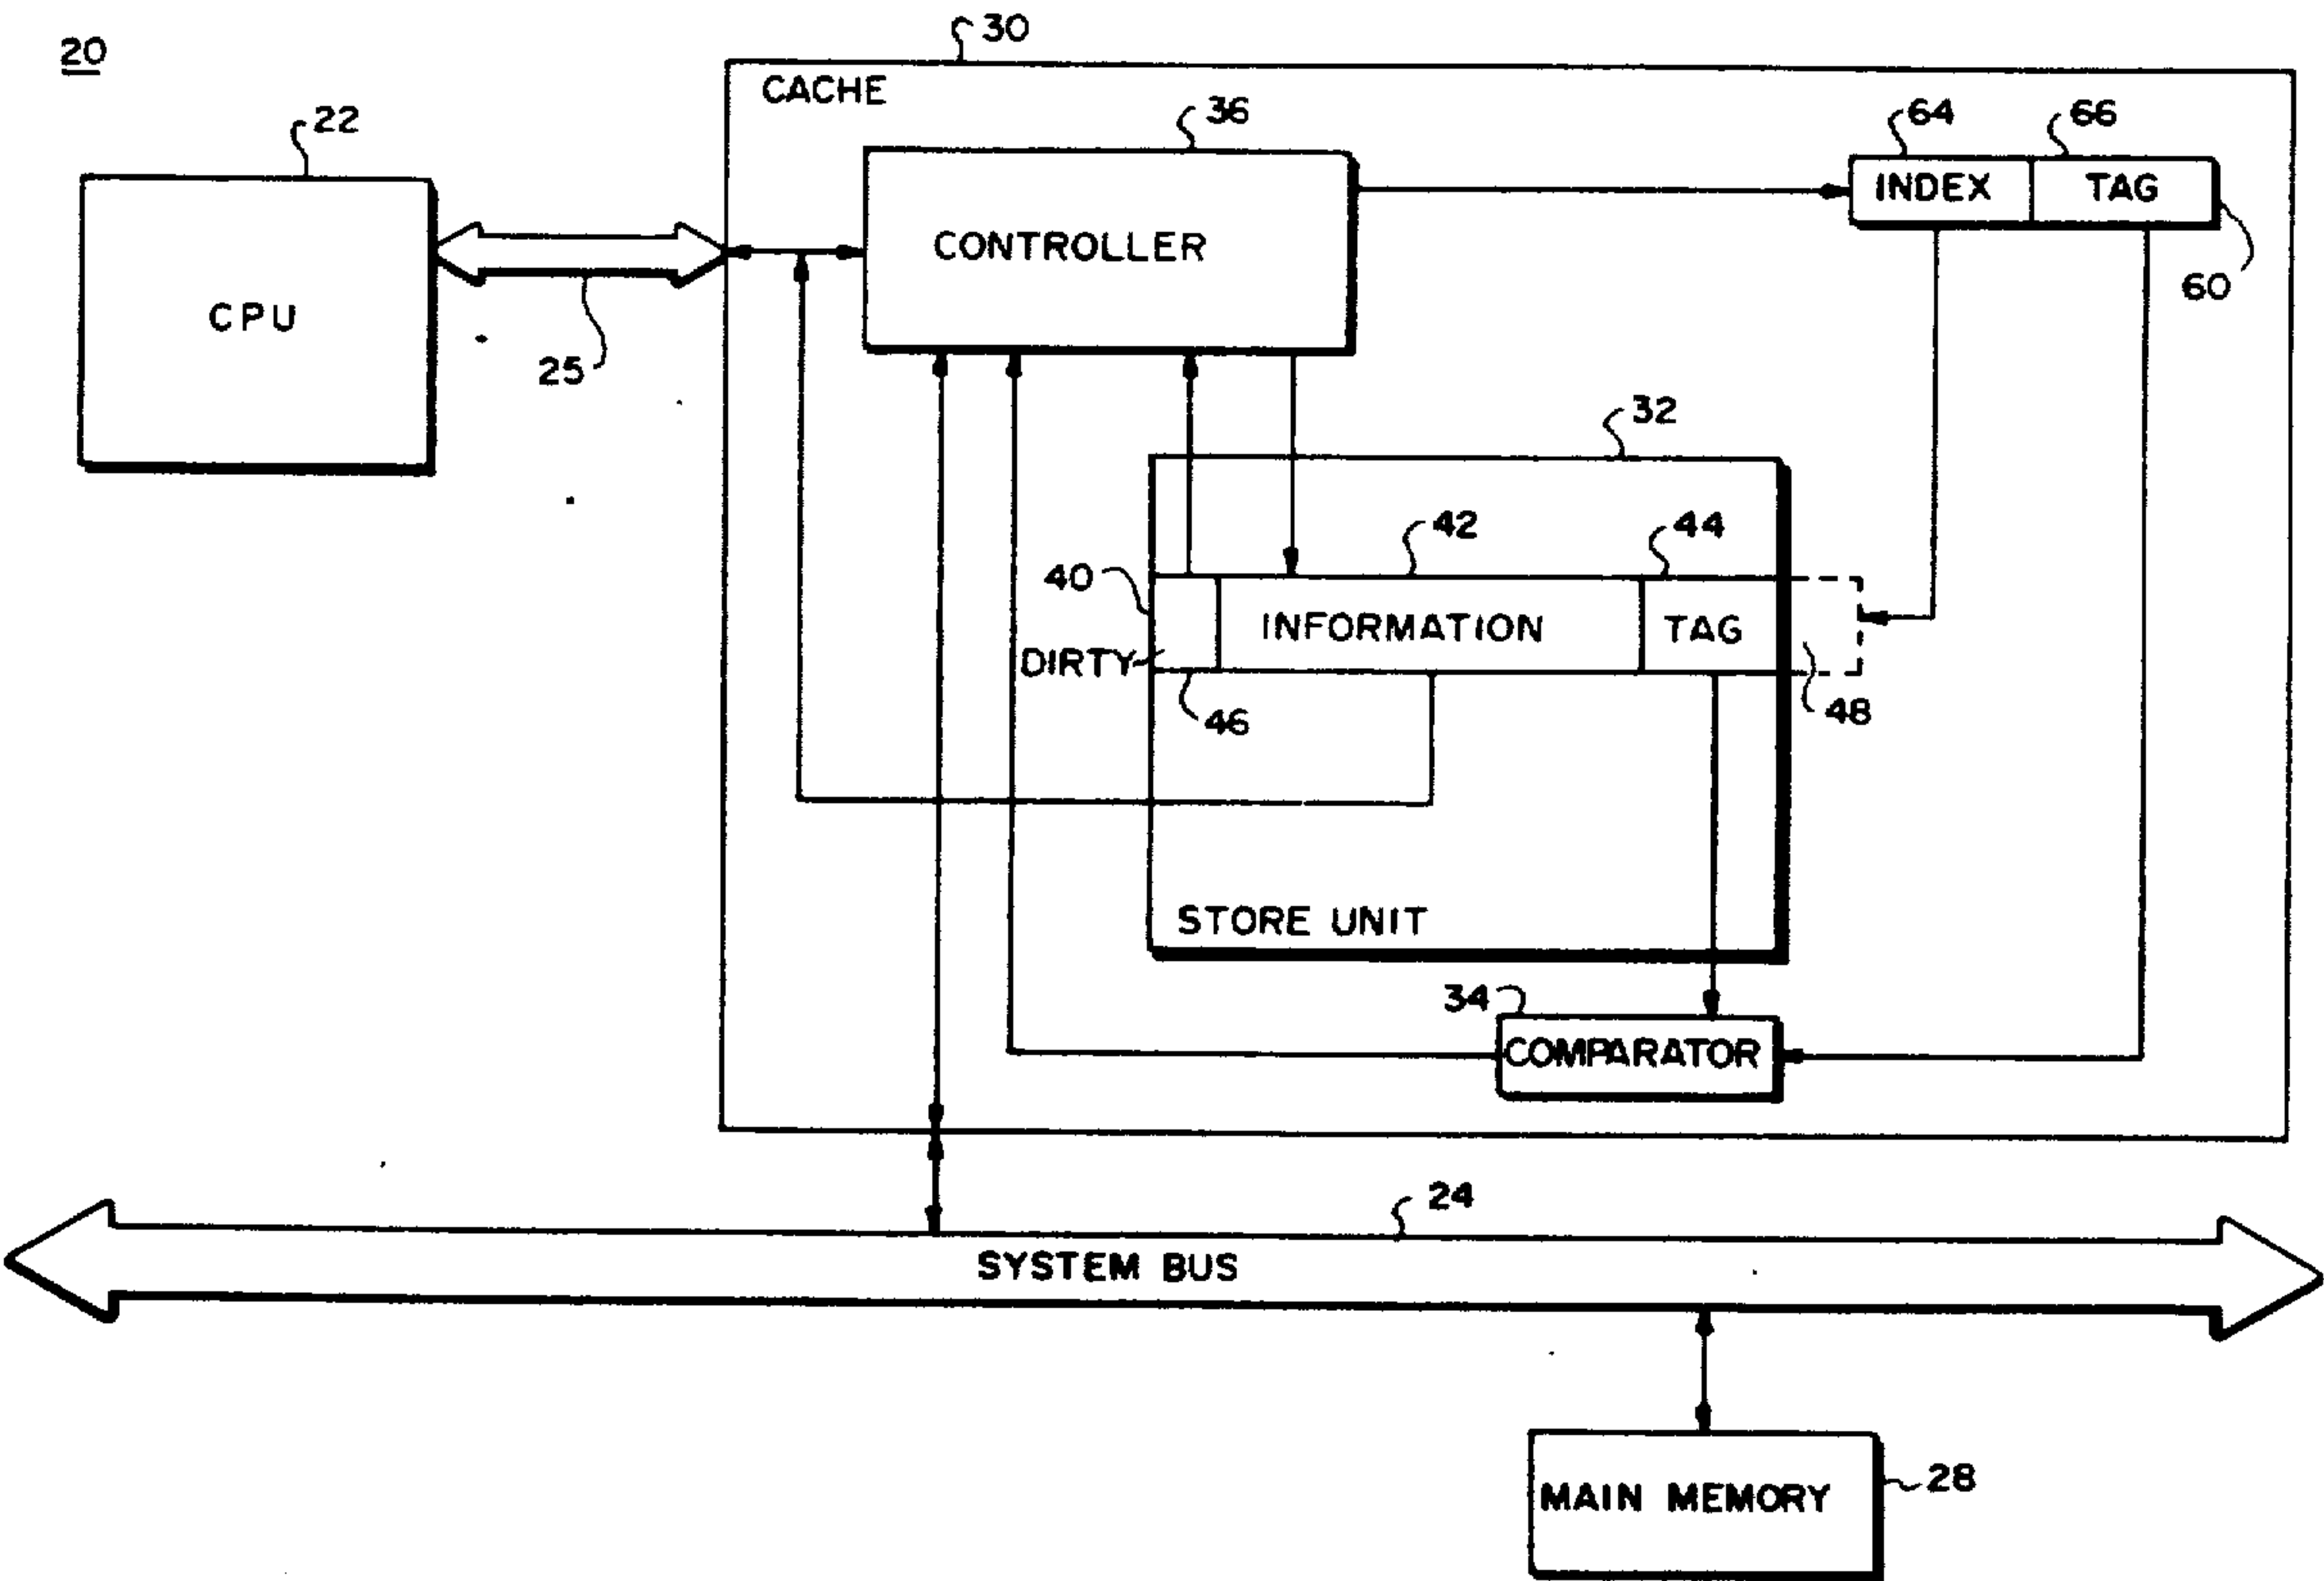 20
30
CACHE
22
36
64
66
INDEX
TAG
CONTROLLER
60
CPU
25
32
42
44
40
INFORMATION
TAG
DIRTY
46
48
STORE UNIT
34
COMPARATOR
24
SYSTEM BUS
MAIN MEMORY
28